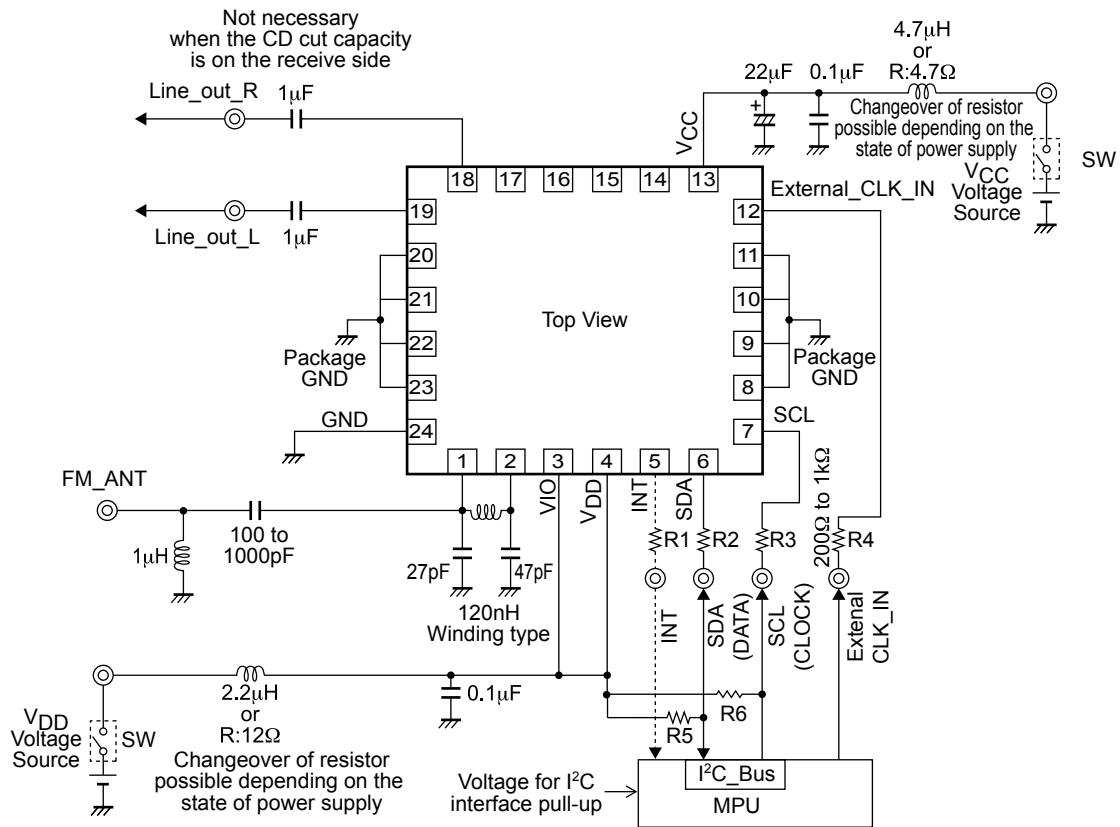 Not necessary
when the CD cut capacity
is on the receive side
Line_out_R
1μF
4.7μH
or
R:4.7Ω
22μF
0.1μF
+
Changeover of resistor
possible depending on the
state of power supply
SW
VCC
Voltage
Source
VCC
18
17
16
15
14
13
External_CLK_IN
Line_out_L
1μF
19
20
21
22
23
24
12
11
10
9
8
7
Top View
Package
GND
Package
GND
GND
SCL
1
2
3
4
5
6
FM_ANT
1μH
100 to
1000pF
27pF
47pF
120nH
Winding type
VIO
VDD
INT
SDA
R1
R2
R3
200Ω to 1kΩ
R4
INT
SDA
(DATA)
SCL
(CLOCK)
Extenal
CLK_IN
VDD
Voltage
Source
SW
2.2μH
or
R:12Ω
Changeover of resistor
possible depending on the
state of power supply
0.1μF
R6
R5
Voltage for I²C
interface pull-up
I²C_Bus
MPU